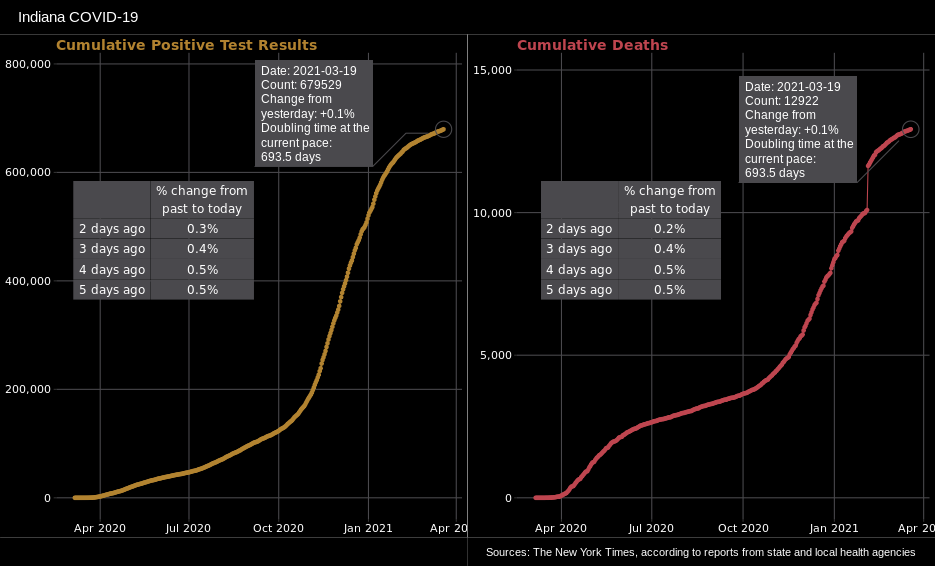 Indiana COVID-19
Cumulative Positive Test Results
800,000
600,000
400,000
200,000
0
Date: 2021-03-19
Count: 679529
Change from
yesterday: +0.1%
Doubling time at the
current pace:
693.5 days
% change from
past to today
2 days ago 0.3%
3 days ago 0.4%
4 days ago 0.5%
5 days ago 0.5%
Apr 2020 Jul 2020 Oct 2020 Jan 2021 Apr 20
Cumulative Deaths
15,000
10,000
5,000
0
Date: 2021-03-19
Count: 12922
Change from
yesterday: +0.1%
Doubling time at the
current pace:
693.5 days
% change from
past to today
2 days ago 0.2%
3 days ago 0.4%
4 days ago 0.5%
5 days ago 0.5%
Apr 2020 Jul 2020 Oct 2020 Jan 2021 Apr 20
Sources: The New York Times, according to reports from state and local health agencies